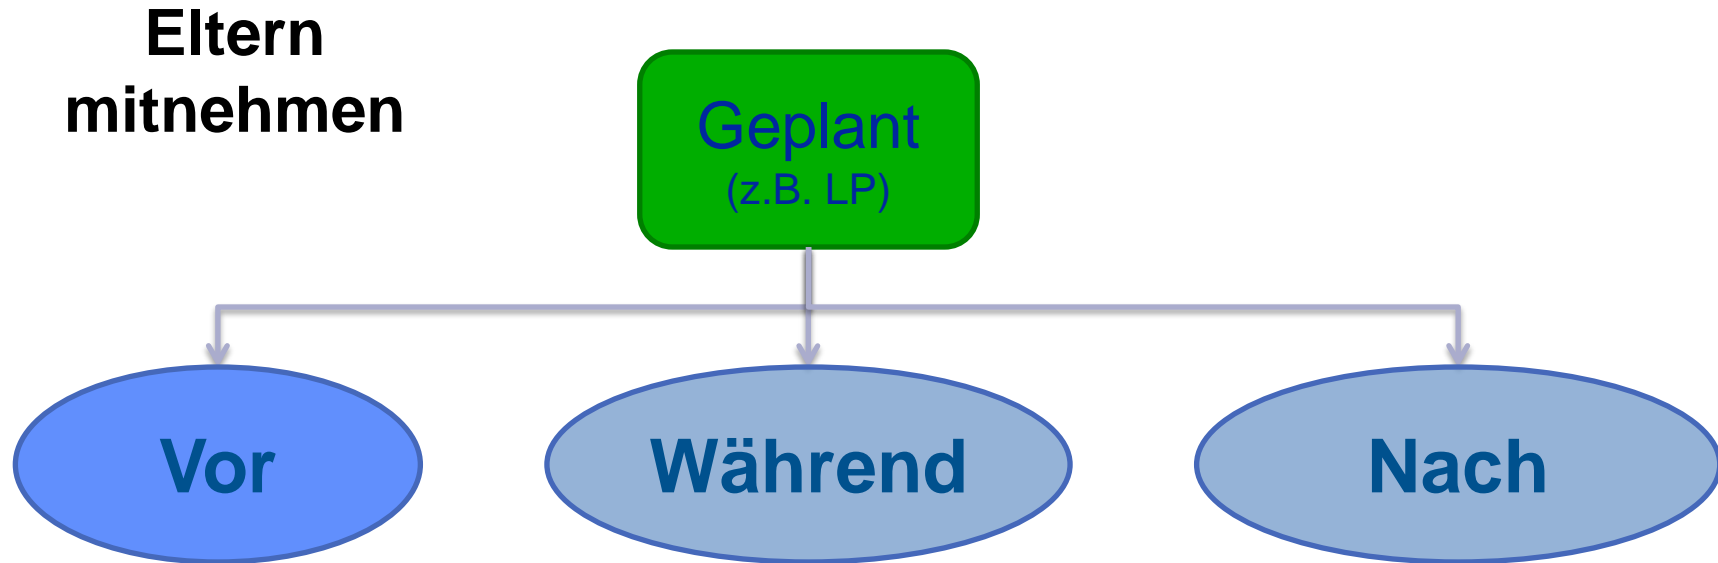 Eltern
mitnehmen
Geplant
(z.B. LP)
Vor
Während
Nach